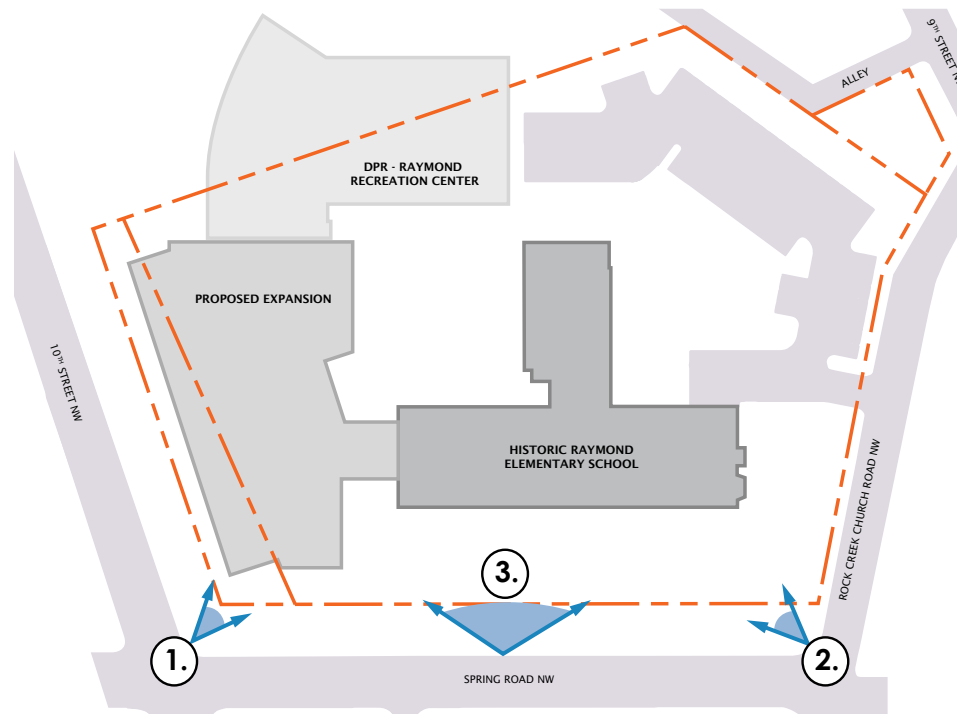 9TH STREET N
ALLEY
DPR - RAYMOND
RECREATION CENTER
PROPOSED EXPANSION
10TH STREET NW
HISTORIC RAYMOND
ELEMENTARY SCHOOL
ROCK CREEK CHURCH ROAD NW
3.
1.
2.
SPRING ROAD NW